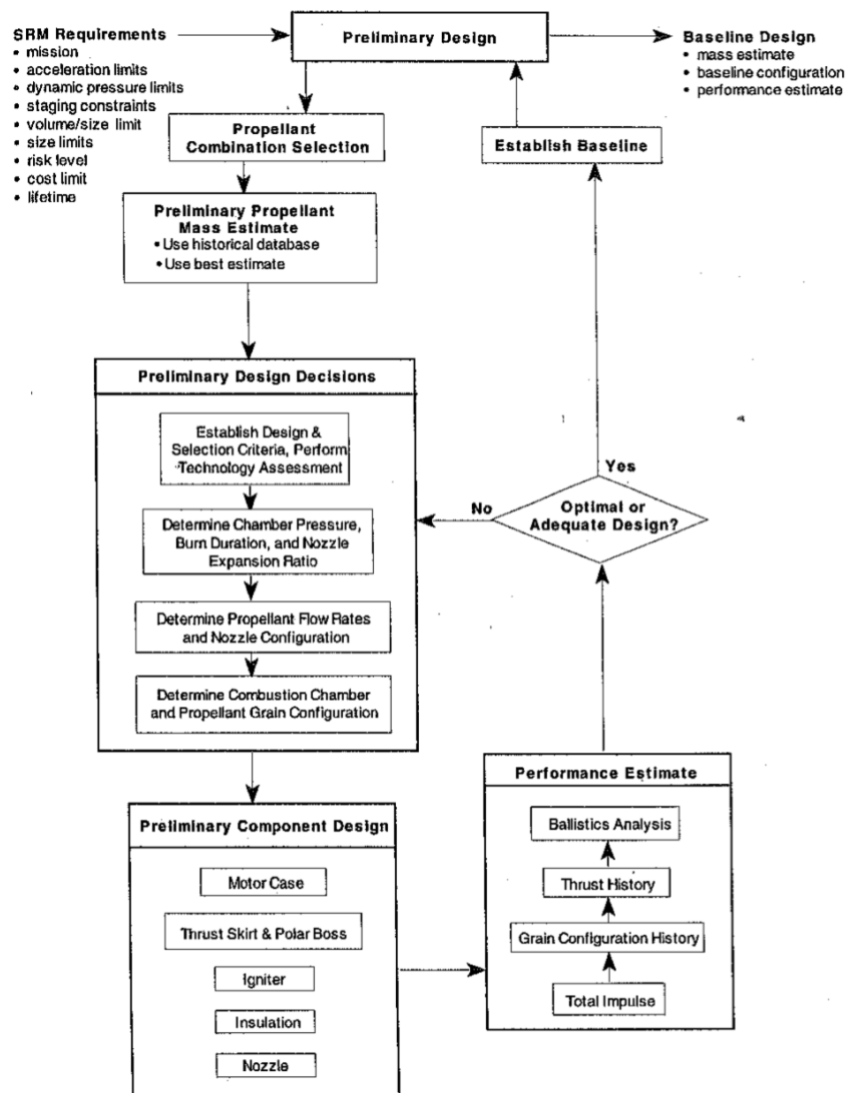 SRM Requirements
• mission
• acceleration limits
• dynamic pressure limits
• staging constraints
• volume/size limit
• size limits
• risk level
• cost limit
• lifetime
Preliminary Design
Baseline Design
• mass estimate
• baseline configuration
• performance estimate
Propellant
Combination Selection
Establish Baseline
Preliminary Propellant
Mass Estimate
• Use historical database
• Use best estimate
Preliminary Design Decisions
Establish Design &
Selection Criteria, Perform
Technology Assessment
Determine Chamber Pressure,
Burn Duration, and Nozzle
Expansion Ratio
Determine Propellant Flow Rates
and Nozzle Configuration
Determine Combustion Chamber
and Propellant Grain Configuration
Yes
No
Optimal or
Adequate Design?
Preliminary Component Design
Motor Case
Thrust Skirt & Polar Boss
Igniter
Insulation
Nozzle
Performance Estimate
Ballistics Analysis
Thrust History
Grain Configuration History
Total Impulse